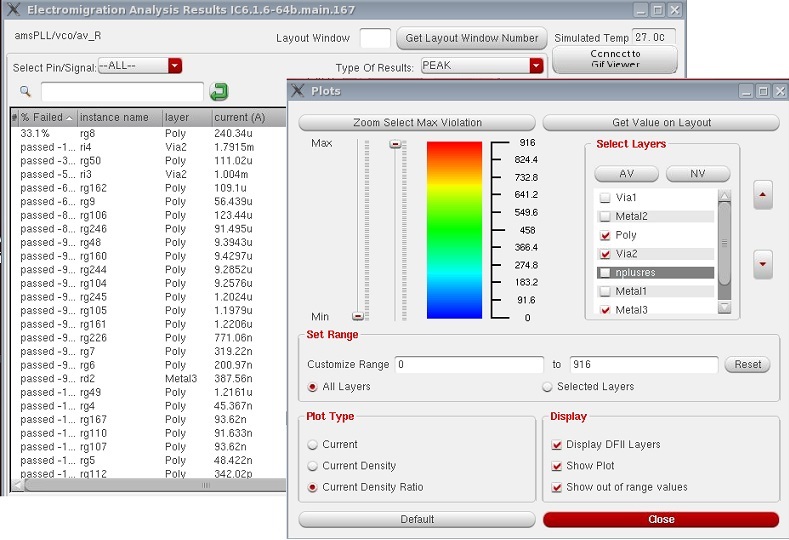 Electromigration Analysis Results IC6.1.6-64b.main.167
amsPLL/vco/av_R
Layout Window
Get Layout Window Number
Simulated Temp 27.0C
Connect to
Gif Viewer
Select Pin/Signal: --ALL--
Type Of Results: PEAK
# % Failed instance name layer current (A)
33.1% rg8 Poly 240.34u
passed -1... ri4 Via2 1.7915m
passed -3... rg50 Poly 111.02u
passed -5... ri3 Via2 1.004m
passed -6... rg162 Poly 109.1u
passed -6... rg9 Poly 56.439u
passed -6... rg106 Poly 123.44u
passed -8... rg246 Poly 91.495u
passed -9... rg48 Poly 9.3943u
passed -9... rg160 Poly 9.4297u
passed -9... rg244 Poly 9.2852u
passed -9... rg104 Poly 9.2576u
passed -9... rg245 Poly 1.2024u
passed -9... rg105 Poly 1.1979u
passed -9... rg161 Poly 1.2206u
passed -9... rg226 Poly 771.06n
passed -9... rg7 Poly 319.22n
passed -9... rg6 Poly 200.97n
passed -9... rd2 Metal3 387.56n
passed -1... rg49 Poly 1.2161u
passed -1... rg4 Poly 45.367n
passed -1... rg167 Poly 93.62n
passed -1... rg110 Poly 91.633n
passed -1... rg107 Poly 93.62n
passed -1... rg5 Poly 48.422n
passed -1... rg112 Poly 342.02p
Plots
Zoom Select Max Violation
Get Value on Layout
Max
Min
916
824.4
732.8
641.2
549.6
458
366.4
274.8
183.2
91.6
0
Select Layers
AV
NV
Via1
Metal2
Poly
Via2
nplusres
Metal1
Metal3
Set Range
Customize Range 0 to 916 Reset
All Layers
Selected Layers
Plot Type
Current
Current Density
Current Density Ratio
Display
Display DFII Layers
Show Plot
Show out of range values
Default
Close